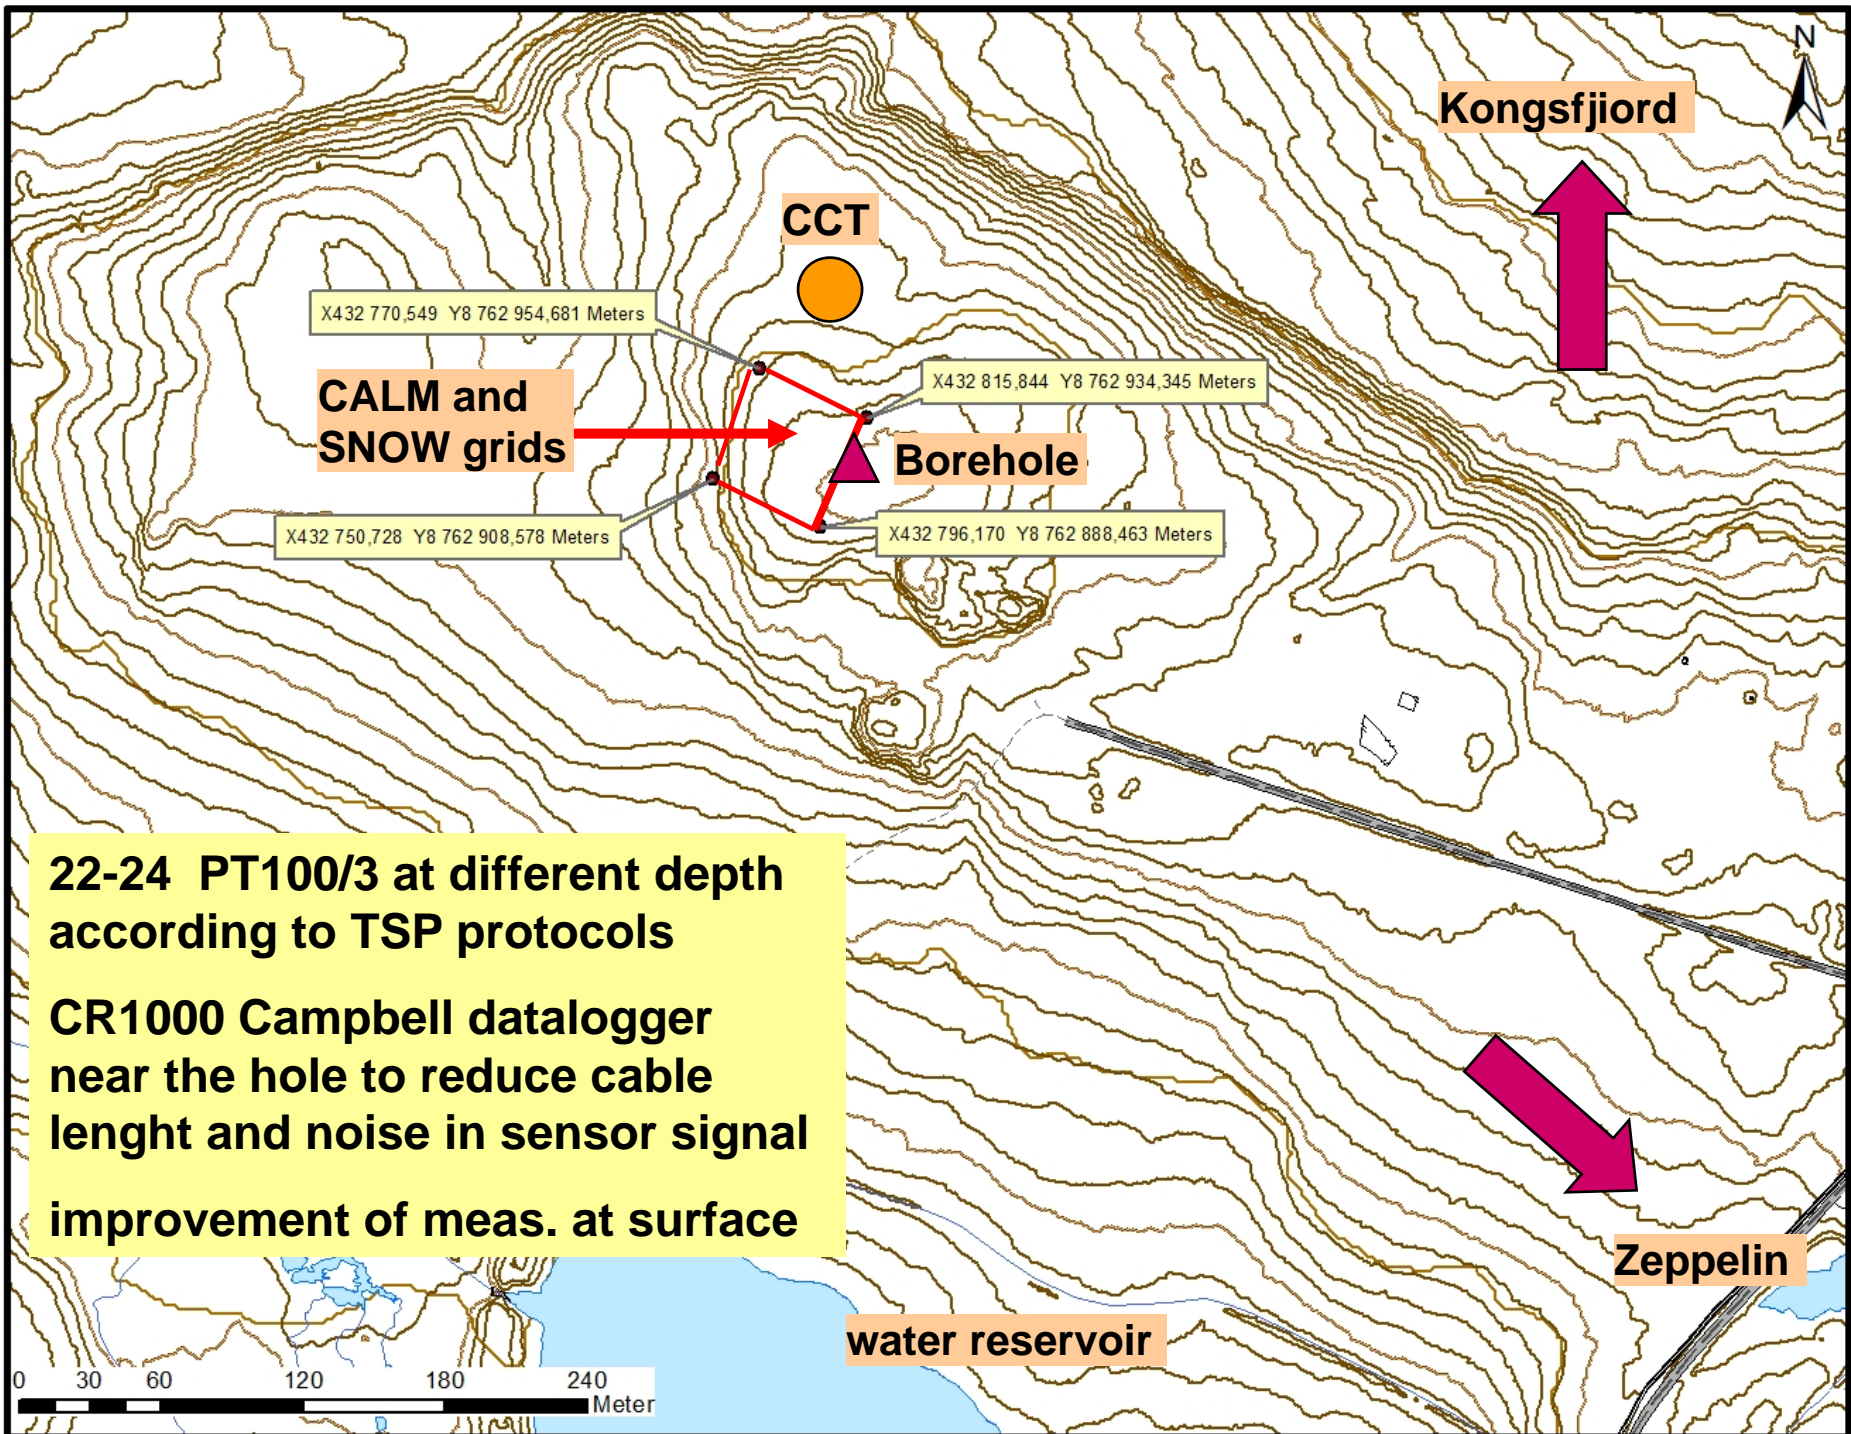 N
Kongsfjiord
CCT
X432 770,549 Y8 762 954,681 Meters
X432 815,844 Y8 762 934,345 Meters
CALM and
SNOW grids
Borehole
X432 750,728 Y8 762 908,578 Meters
X432 796,170 Y8 762 888,463 Meters
22-24 PT100/3 at different depth
according to TSP protocols
CR1000 Campbell datalogger
near the hole to reduce cable
lenght and noise in sensor signal
improvement of meas. at surface
Zeppelin
water reservoir
0 30 60 120 180 240
Meter